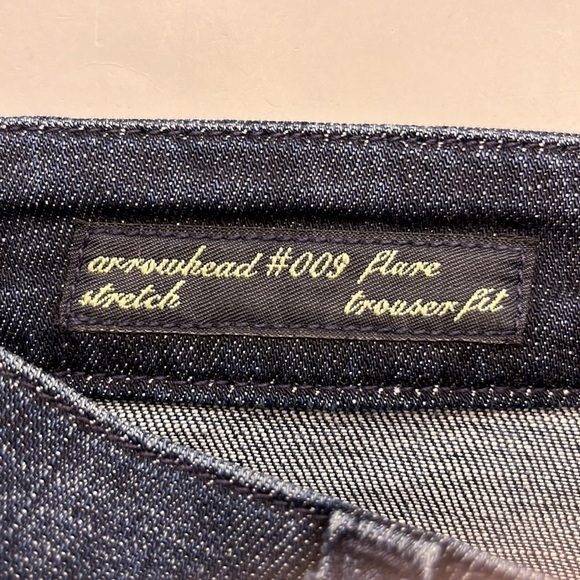 arrowhead #009 flare
stretch trouser fit